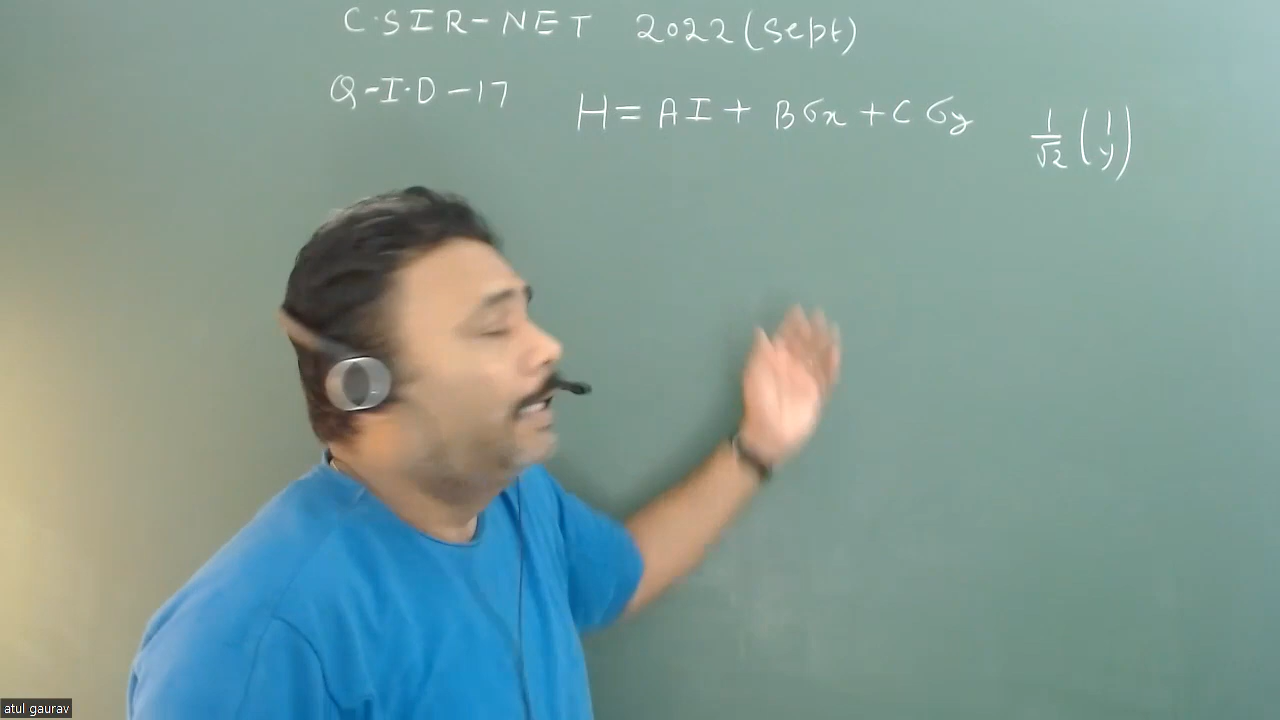 C.SIR-NET 2022 (Sept)
Q-I.D-17 H = AI + Bσx + Cσy 1/√2 (1 y)
atul gaurav